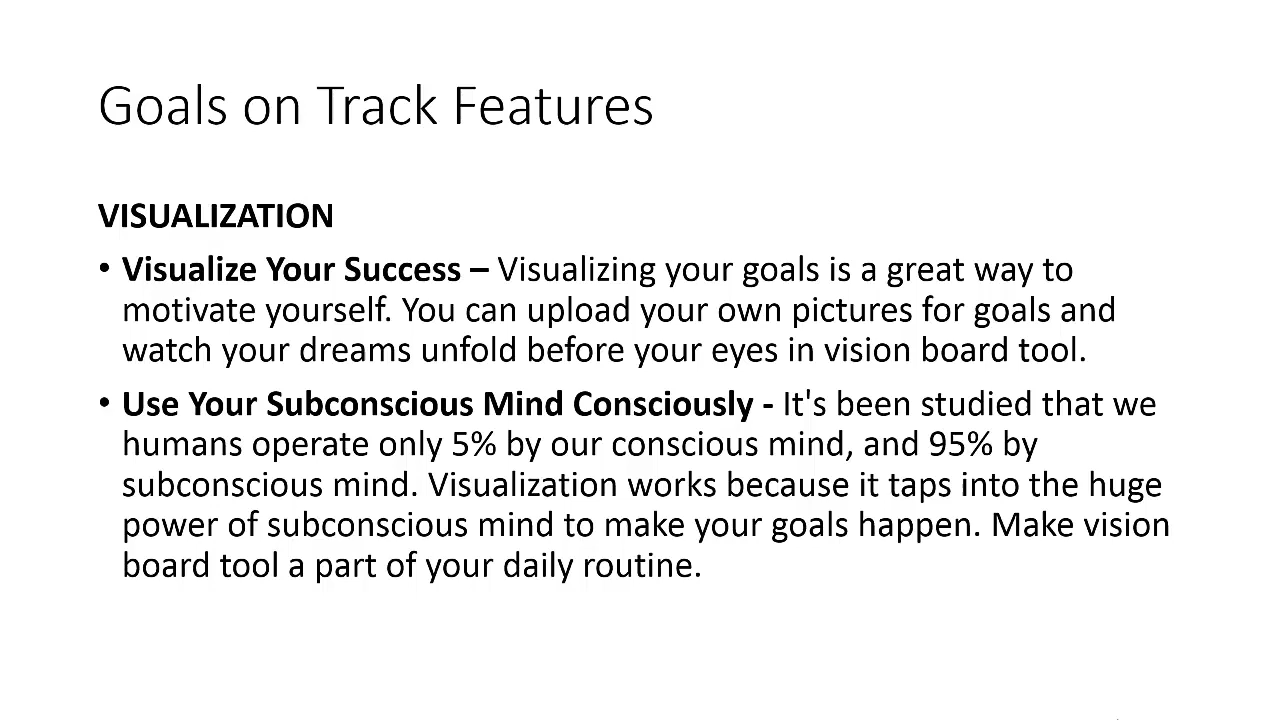 Goals on Track Features
VISUALIZATION
• Visualize Your Success – Visualizing your goals is a great way to
motivate yourself. You can upload your own pictures for goals and
watch your dreams unfold before your eyes in vision board tool.
• Use Your Subconscious Mind Consciously - It's been studied that we
humans operate only 5% by our conscious mind, and 95% by
subconscious mind. Visualization works because it taps into the huge
power of subconscious mind to make your goals happen. Make vision
board tool a part of your daily routine.